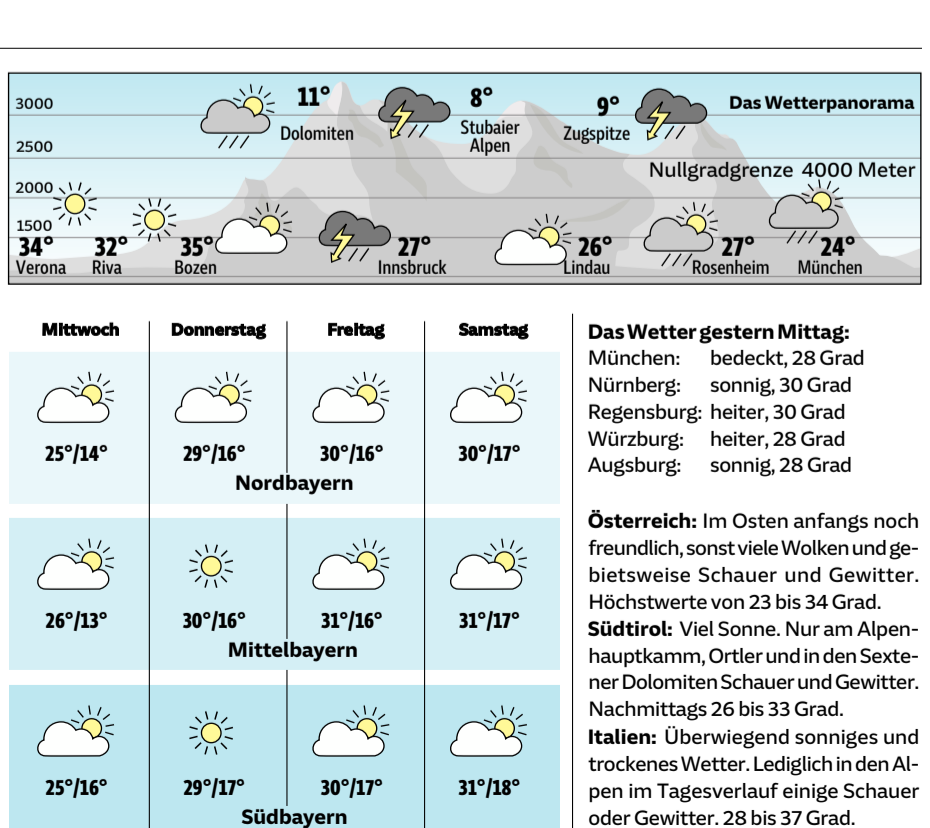 Das Wetterpanorama
3000
2500
2000
1500
11°
Dolomiten
8°
Stubaier
Alpen
9°
Zugspitze
Nullgradgrenze 4000 Meter
34°
Verona
32°
Riva
35°
Bozen
27°
Innsbruck
26°
Lindau
27°
Rosenheim
24°
München
Mittwoch Donnerstag Freitag Samstag
25°/14° 29°/16° 30°/16° 30°/17°
Nordbayern
26°/13° 30°/16° 31°/16° 31°/17°
Mittelbayern
25°/16° 29°/17° 30°/17° 31°/18°
Südbayern
Das Wetter gestern Mittag:
München: bedeckt, 28 Grad
Nürnberg: sonnig, 30 Grad
Regensburg: heiter, 30 Grad
Würzburg: heiter, 28 Grad
Augsburg: sonnig, 28 Grad
Österreich: Im Osten anfangs noch
freundlich, sonst viele Wolken und ge-
bietsweise Schauer und Gewitter.
Höchstwerte von 23 bis 34 Grad.
Südtirol: Viel Sonne. Nur am Alpen-
hauptkamm, Ortler und in den Sexte-
ner Dolomiten Schauer und Gewitter.
Nachmittags 26 bis 33 Grad.
Italien: Überwiegend sonniges und
trockenes Wetter. Lediglich in den Al-
pen im Tagesverlauf einige Schauer
oder Gewitter. 28 bis 37 Grad.